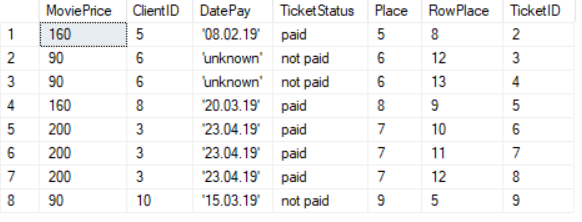 MoviePrice ClientID DatePay TicketStatus Place RowPlace TicketID
1 160 5 '08.02.19' paid 5 8 2
2 90 6 'unknown' not paid 6 12 3
3 90 6 'unknown' not paid 6 13 4
4 160 8 '20.03.19' paid 8 9 5
5 200 3 '23.04.19' paid 7 10 6
6 200 3 '23.04.19' paid 7 11 7
7 200 3 '23.04.19' paid 7 12 8
8 90 10 '15.03.19' not paid 9 5 9